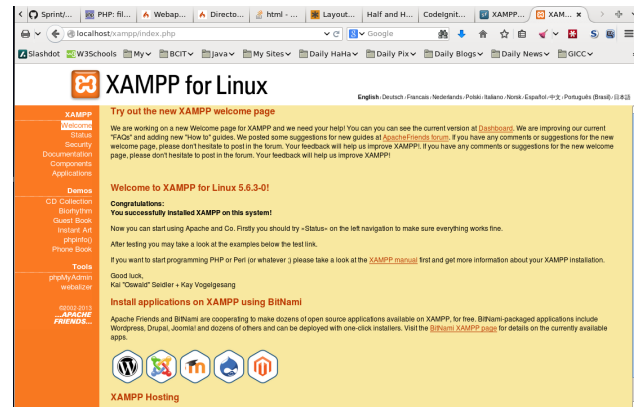 Sprint/...
PHP: fil...
Webap...
Directo...
html - ...
Layout...
Half and H...
CodeIgnit...
XAMPP...
XAM...
localhost/xampp/index.php
Google
Slashdot W3Schools My BCIT Java My Sites Daily HaHa Daily Pix Daily Blogs Daily News GICC
XAMPP for Linux
English · Deutsch · Francais · Nederlands · Polski · Italiano · Norsk · Español · 中文 · Português (Brasil) · 日本語
XAMPP
Welcome
Status
Security
Documentation
Components
Applications
Demos
CD Collection
Biorhythm
Guest Book
Instant Art
phpinfo()
Phone Book
Tools
phpMyAdmin
webalizer
©2002-2013
...APACHE
FRIENDS...
Try out the new XAMPP welcome page
We are working on a new Welcome page for XAMPP and we need your help! You can you can see the current version at Dashboard. We are improving our current
"FAQs" and adding new "How to" guides. We posted some suggestions for new guides at ApacheFriends forum. If you have any comments or suggestions for the new
welcome page, please don't hesitate to post in the forum. Your feedback will help us improve XAMPP!. If you have any comments or suggestions for the new welcome
page, please don't hesitate to post in the forum. Your feedback will help us improve XAMPP!
Welcome to XAMPP for Linux 5.6.3-0!
Congratulations:
You successfully installed XAMPP on this system!
Now you can start using Apache and Co. Firstly you should try »Status« on the left navigation to make sure everything works fine.
After testing you may take a look at the examples below the test link.
If you want to start programming PHP or Perl (or whatever ;) please take a look at the XAMPP manual first and get more information about your XAMPP installation.
Good luck,
Kai "Oswald" Seidler + Kay Vogelgesang
Install applications on XAMPP using BitNami
Apache Friends and BitNami are cooperating to make dozens of open source applications available on XAMPP, for free. BitNami-packaged applications include
Wordpress, Drupal, Joomla! and dozens of others and can be deployed with one-click installers. Visit the BitNami XAMPP page for details on the currently available
apps.
XAMPP Hosting